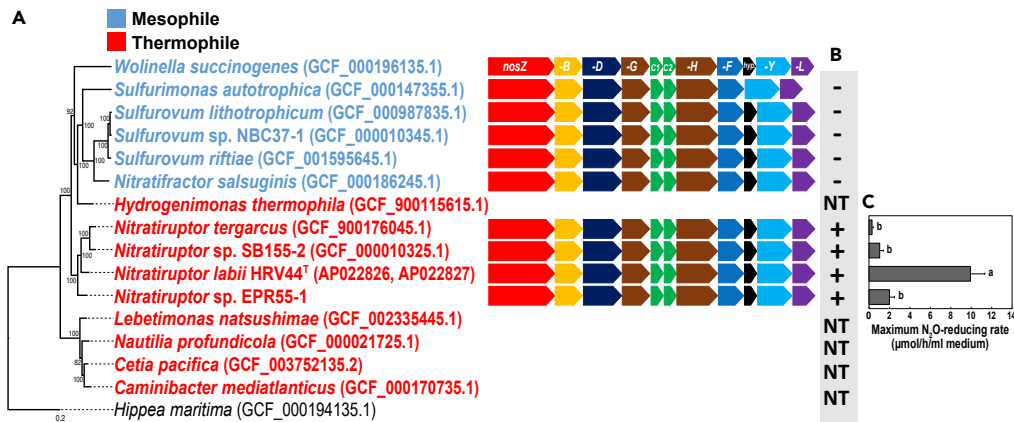 A
Mesophile
Thermophile
B
nosZ -B -D -G C1 C2 -H -F hyp. -Y -L
Wolinella succinogenes (GCF_000196135.1)
Sulfurimonas autotrophica (GCF_000147355.1) -
Sulfurovum lithotrophicum (GCF_000987835.1) -
Sulfurovum sp. NBC37-1 (GCF_000010345.1) -
Sulfurovum riftiae (GCF_001595645.1) -
Nitratifractor salsuginis (GCF_000186245.1) -
Hydrogenimonas thermophila (GCF_900115615.1) NT
Nitratiruptor tergarcus (GCF_900176045.1) +
Nitratiruptor sp. SB155-2 (GCF_000010325.1) +
Nitratiruptor labii HRV44ᵀ (AP022826, AP022827) +
Nitratiruptor sp. EPR55-1 +
Lebetimonas natsushimae (GCF_002335445.1) NT
Nautilia profundicola (GCF_000021725.1) NT
Cetia pacifica (GCF_003752135.2) NT
Caminibacter mediatlanticus (GCF_000170735.1) NT
Hippea maritima (GCF_000194135.1)
92
100
100
100
100
100
100
100
100
100
82
100
0.2
C
b
b
a
b
0 2 4 6 8 10 12 14
Maximum N₂O-reducing rate
(µmol/h/ml medium)